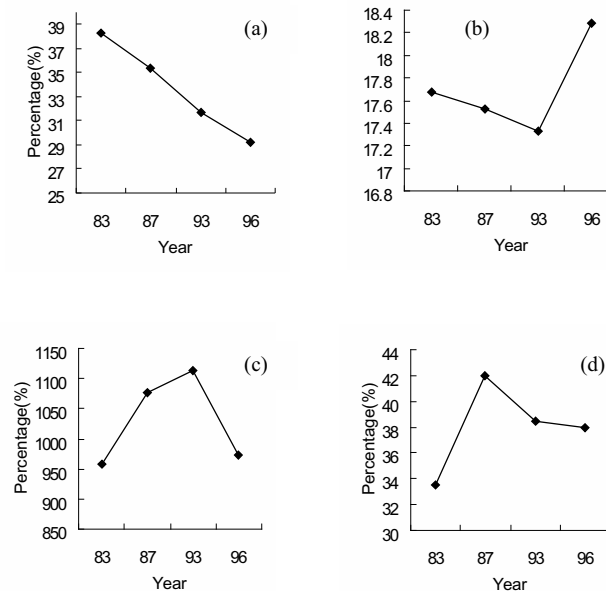 (a)
Percentage(%)
39
37
35
33
31
29
27
25
83 87 93 96
Year
(b)
Percentage(%)
18.4
18.2
18
17.8
17.6
17.4
17.2
17
16.8
83 87 93 96
Year
(c)
Percentage(%)
1150
1100
1050
1000
950
900
850
83 87 93 96
Year
(d)
Percentage(%)
44
42
40
38
36
34
32
30
83 87 93 96
Year